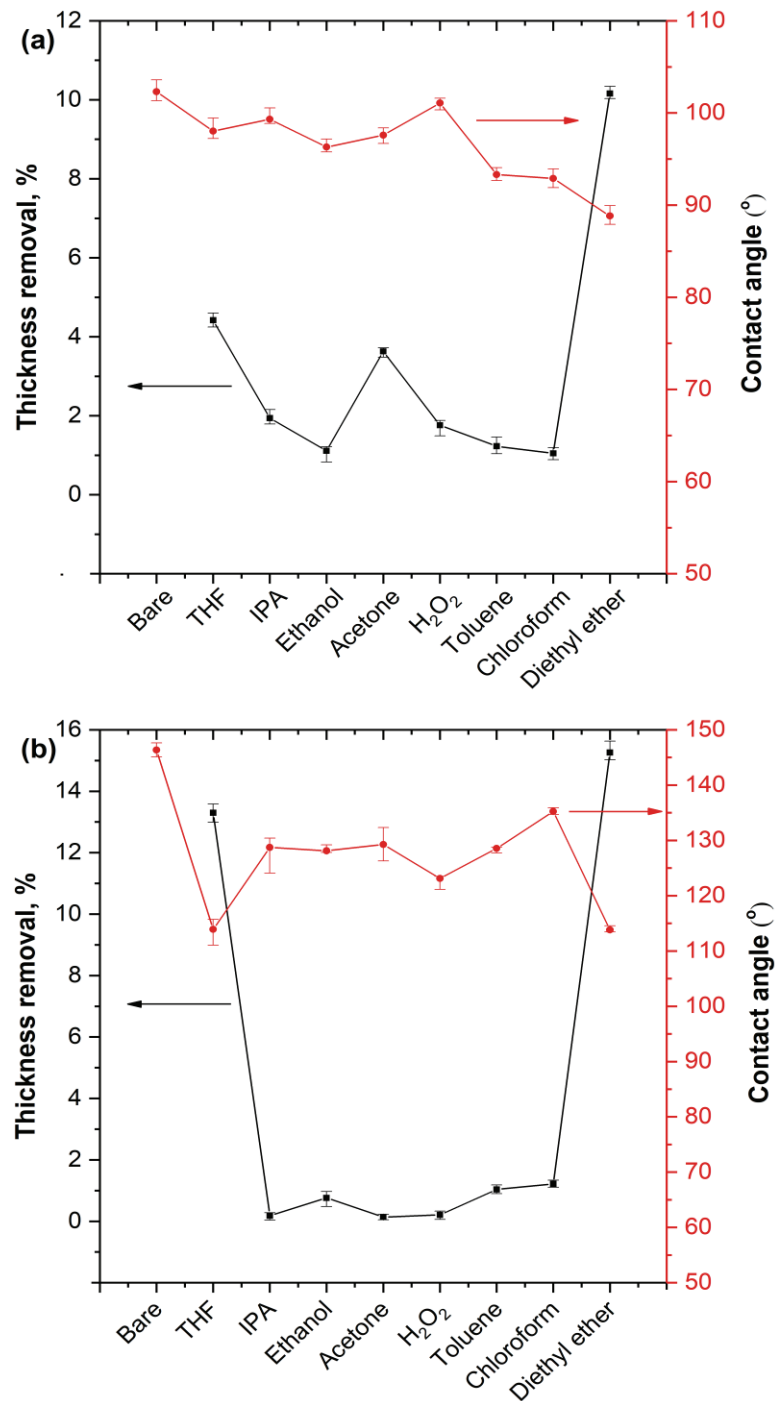 (a)
Thickness removal, %
12
10
8
6
4
2
0
Contact angle (°)
110
100
90
80
70
60
50
Bare
THF
IPA
Ethanol
Acetone
H₂O₂
Toluene
Chloroform
Diethyl ether
(b)
Thickness removal, %
16
14
12
10
8
6
4
2
0
Contact angle (°)
150
140
130
120
110
100
90
80
70
60
50
Bare
THF
IPA
Ethanol
Acetone
H₂O₂
Toluene
Chloroform
Diethyl ether